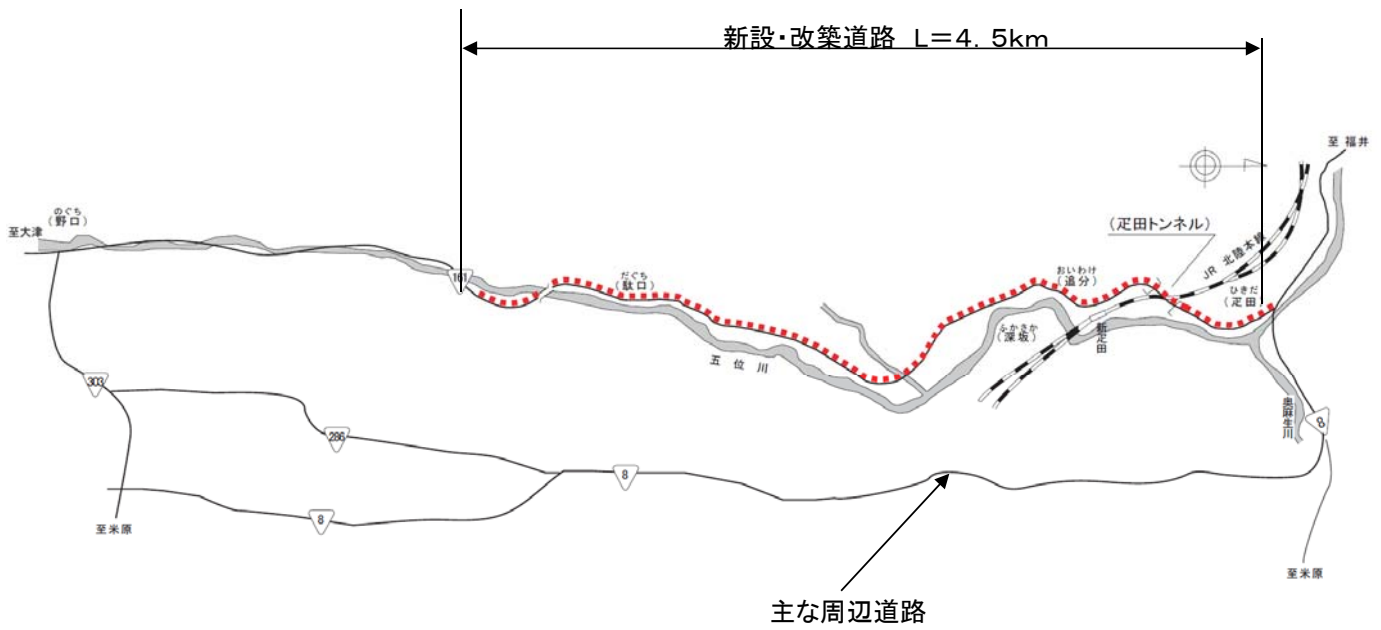 新設・改築道路 L=4.5km
至 福井
のぐち
(野口)
至大津
(疋田トンネル)
JR 北陸本線
161
だぐち
(駄口)
おいわけ
(追分)
ひきだ
(疋田)
ふかさか
(深坂)
新疋田
五位川
303
286
8
8
8
奥麻生川
至米原
至米原
主な周辺道路